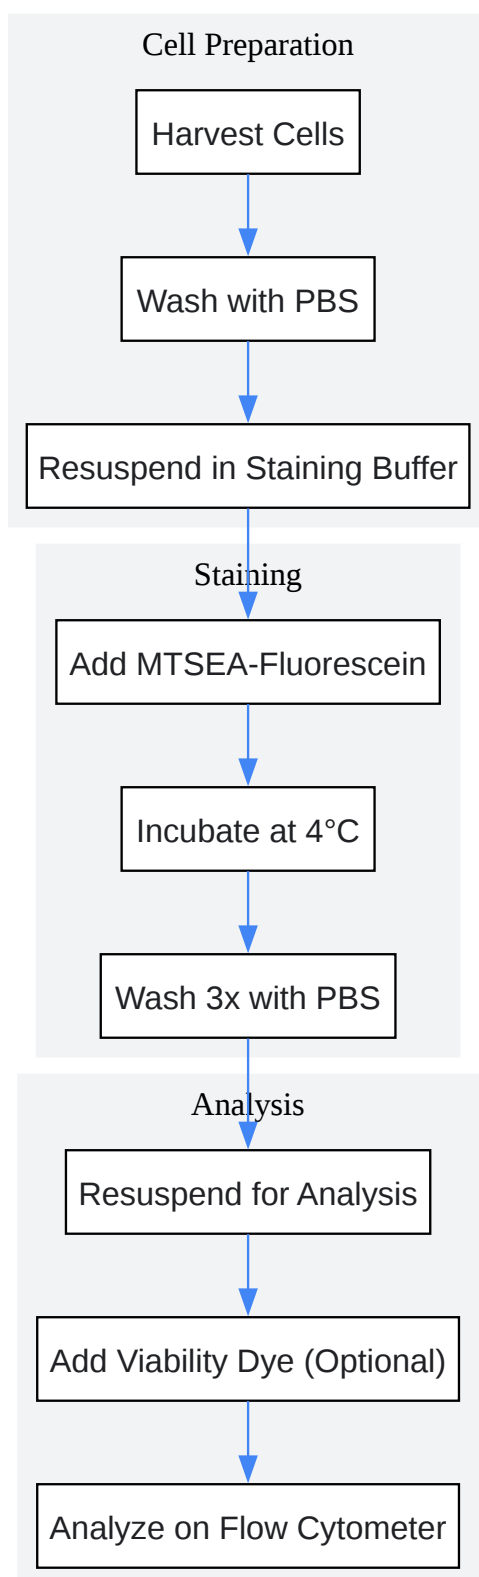 Cell Preparation
Harvest Cells
Wash with PBS
Resuspend in Staining Buffer
Staining
Add MTSEA-Fluorescein
Incubate at 4°C
Wash 3x with PBS
Analysis
Resuspend for Analysis
Add Viability Dye (Optional)
Analyze on Flow Cytometer